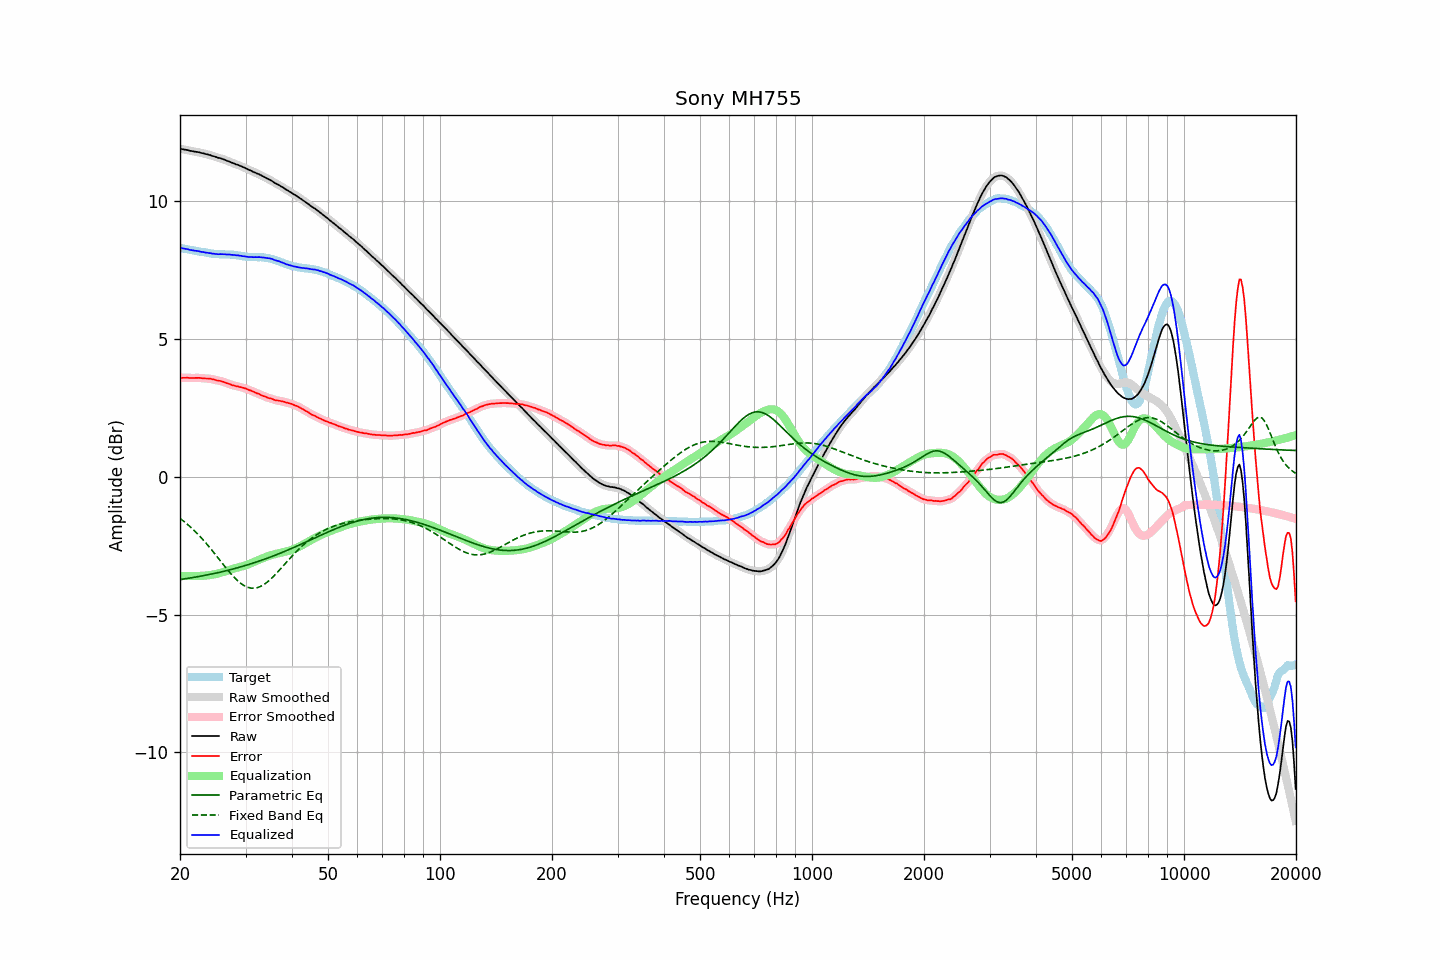 Sony MH755
Amplitude (dBr)
10
5
0
−5
−10
Target
Raw Smoothed
Error Smoothed
Raw
Error
Equalization
Parametric Eq
Fixed Band Eq
Equalized
20 50 100 200 500 1000 2000 5000 10000 20000
Frequency (Hz)